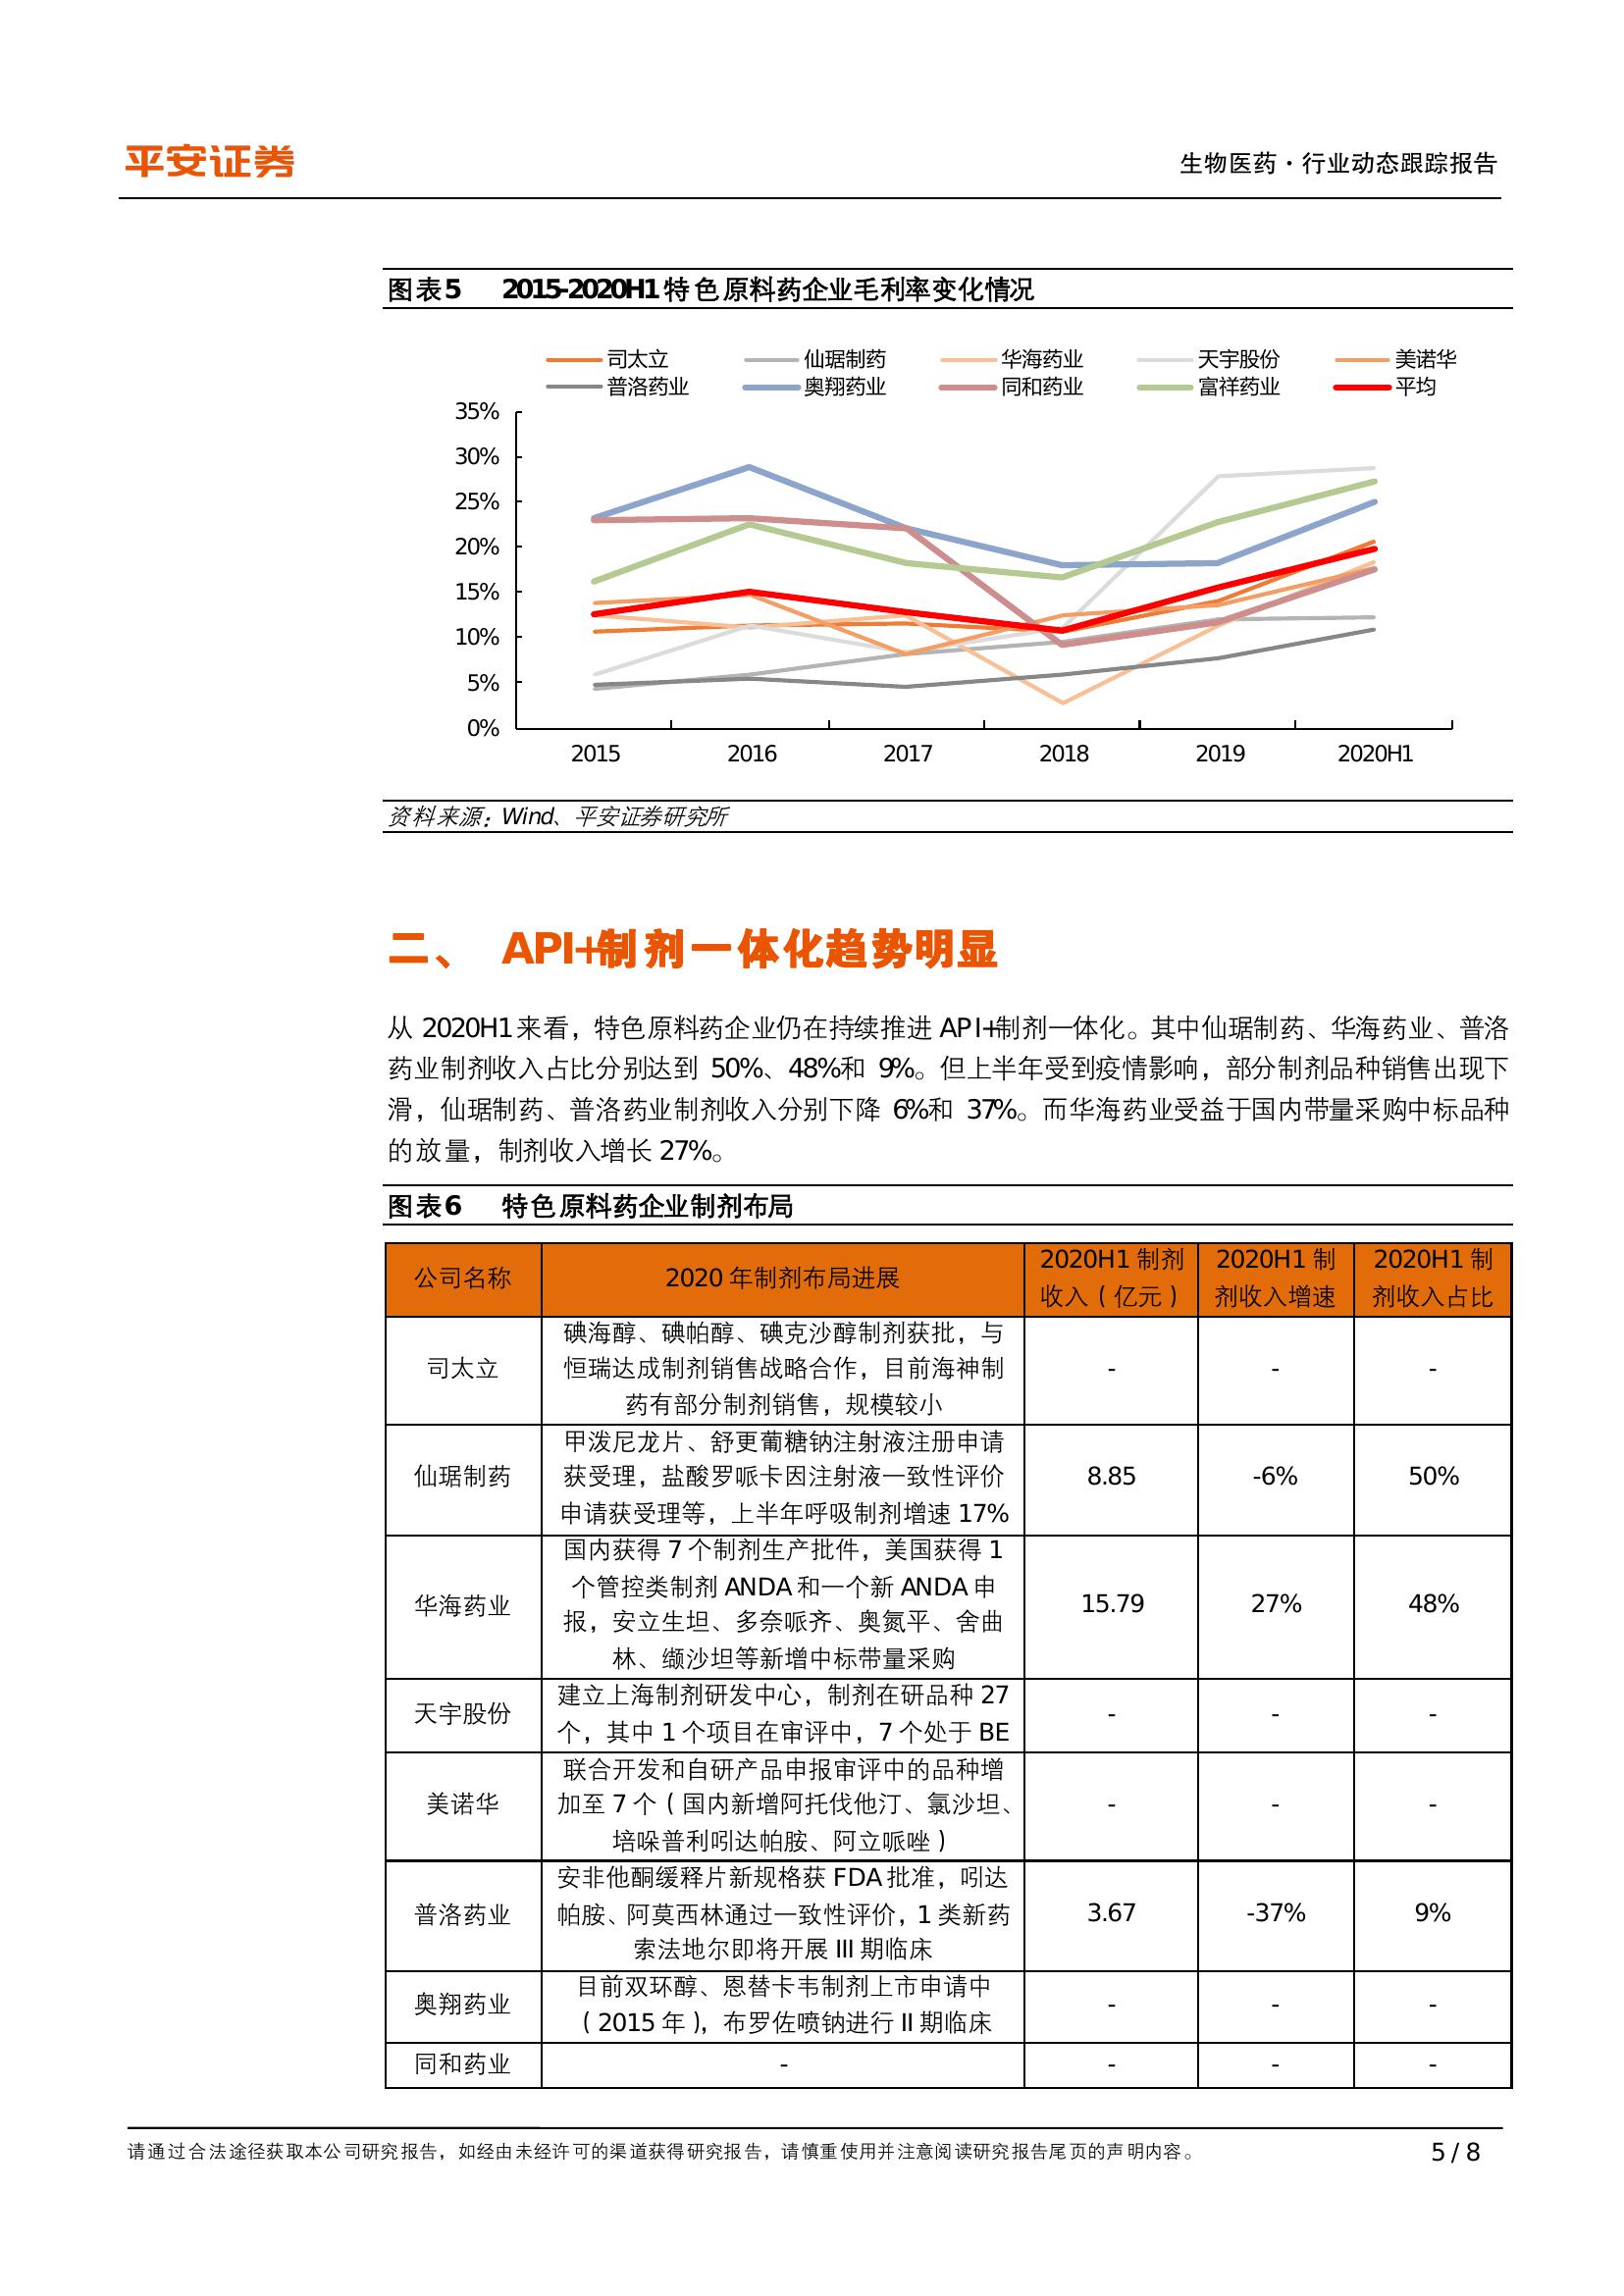 平安证券
生物医药·行业动态跟踪报告
图表5 2015-2020H1特色原料药企业毛利率变化情况
司太立 仙琚制药 华海药业 天宇股份 美诺华
普洛药业 奥翔药业 同和药业 富祥药业 平均
35%
30%
25%
20%
15%
10%
5%
0%
2015 2016 2017 2018 2019 2020H1
资料来源：Wind、平安证券研究所
二、 API+制剂一体化趋势明显
从 2020H1来看，特色原料药企业仍在持续推进 API+制剂一体化。其中仙琚制药、华海药业、普洛
药业制剂收入占比分别达到 50%、48%和 9%。但上半年受到疫情影响，部分制剂品种销售出现下
滑，仙琚制药、普洛药业制剂收入分别下降 6%和 37%。而华海药业受益于国内带量采购中标品种
的放量，制剂收入增长 27%。
图表6 特色原料药企业制剂布局
公司名称
2020 年制剂布局进展
2020H1 制剂
收入（亿元）
2020H1 制
剂收入增速
2020H1 制
剂收入占比
司太立
碘海醇、碘帕醇、碘克沙醇制剂获批，与
恒瑞达成制剂销售战略合作，目前海神制
药有部分制剂销售，规模较小
- - -
仙琚制药
甲泼尼龙片、舒更葡糖钠注射液注册申请
获受理，盐酸罗哌卡因注射液一致性评价
申请获受理等，上半年呼吸制剂增速 17%
8.85 -6% 50%
华海药业
国内获得 7 个制剂生产批件，美国获得 1
个管控类制剂 ANDA 和一个新 ANDA 申
报，安立生坦、多奈哌齐、奥氮平、舍曲
林、缬沙坦等新增中标带量采购
15.79 27% 48%
天宇股份
建立上海制剂研发中心，制剂在研品种 27
个，其中 1 个项目在审评中，7 个处于 BE
- - -
美诺华
联合开发和自研产品申报审评中的品种增
加至 7 个（国内新增阿托伐他汀、氯沙坦、
培哚普利吲达帕胺、阿立哌唑）
- - -
普洛药业
安非他酮缓释片新规格获 FDA 批准，吲达
帕胺、阿莫西林通过一致性评价，1 类新药
索法地尔即将开展 III 期临床
3.67 -37% 9%
奥翔药业
目前双环醇、恩替卡韦制剂上市申请中
（2015 年），布罗佐喷钠进行 II 期临床
- - -
同和药业 - - - -
请通过合法途径获取本公司研究报告，如经由未经许可的渠道获得研究报告，请慎重使用并注意阅读研究报告尾页的声明内容。
5 / 8